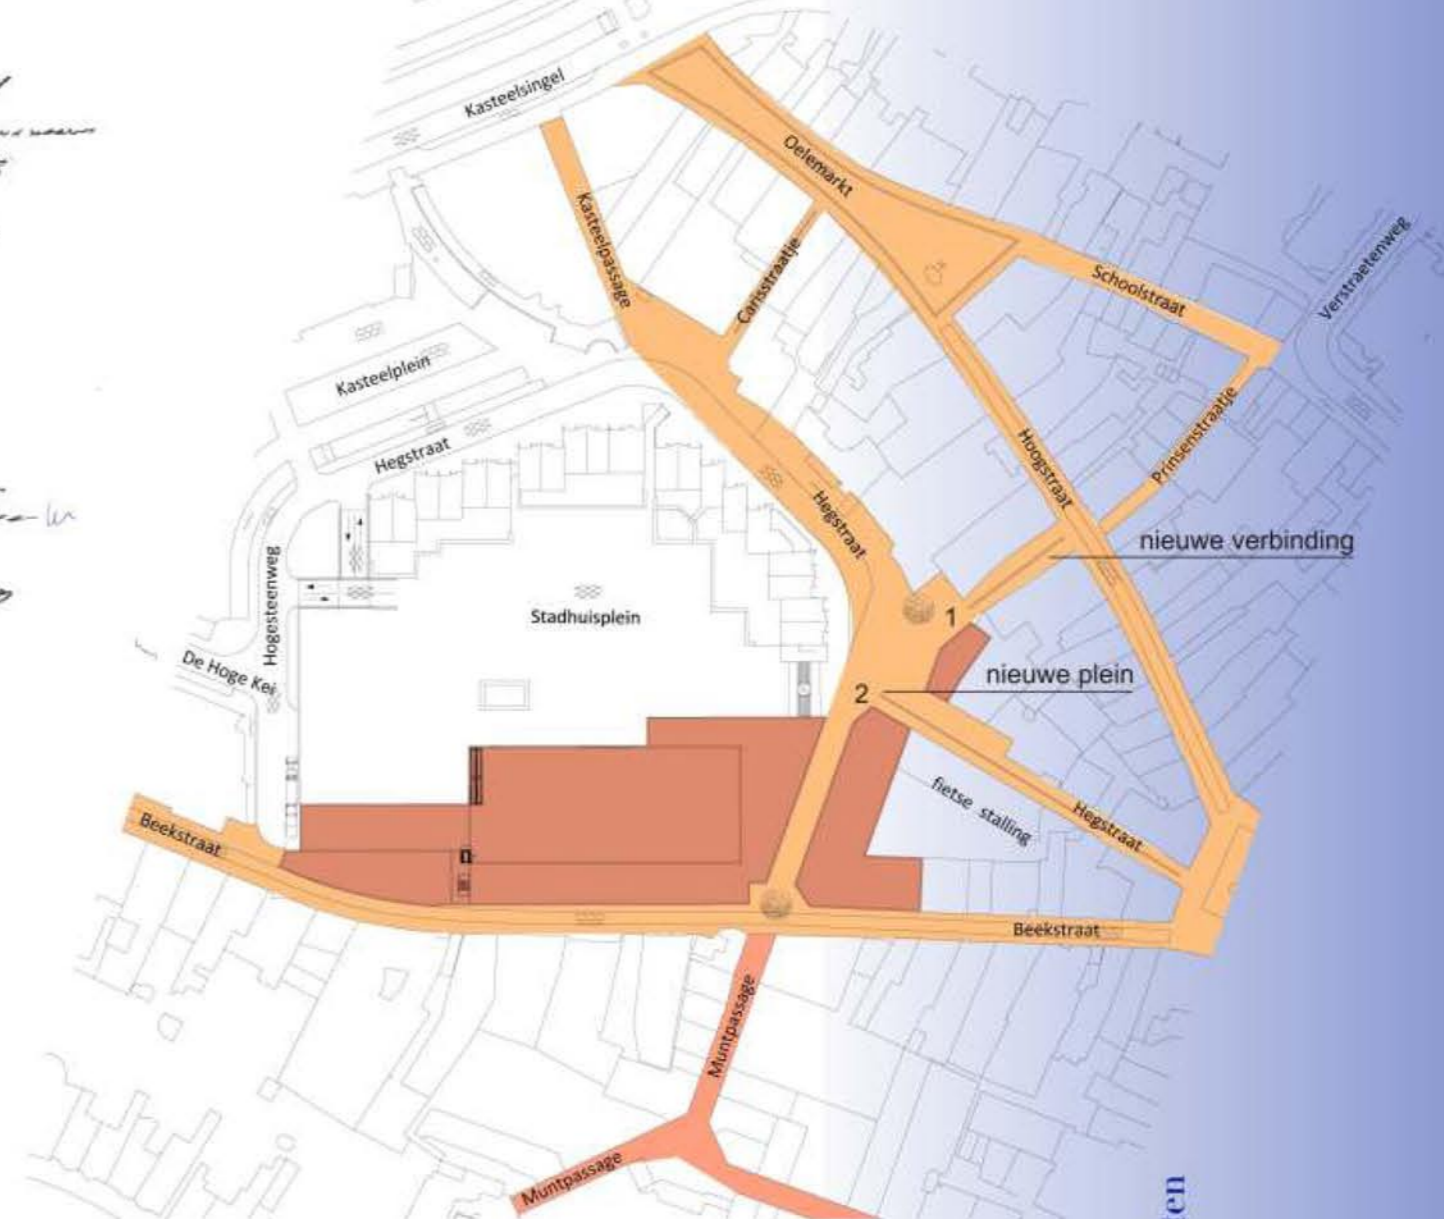 Kasteelsingel
Oelemarkt
Kasteelpassage
Carisstraatje
Schoolstraat
Verstraetenweg
Kasteelplein
Hegstraat
Hoogstraat
Prinsenstraatje
Hegstraat
nieuwe verbinding
Hogesteenweg
Stadhuisplein
1
De Hoge Kei
nieuwe plein
2
fietse stalling
Hegstraat
Beekstraat
Beekstraat
Muntpassage
Muntpassage